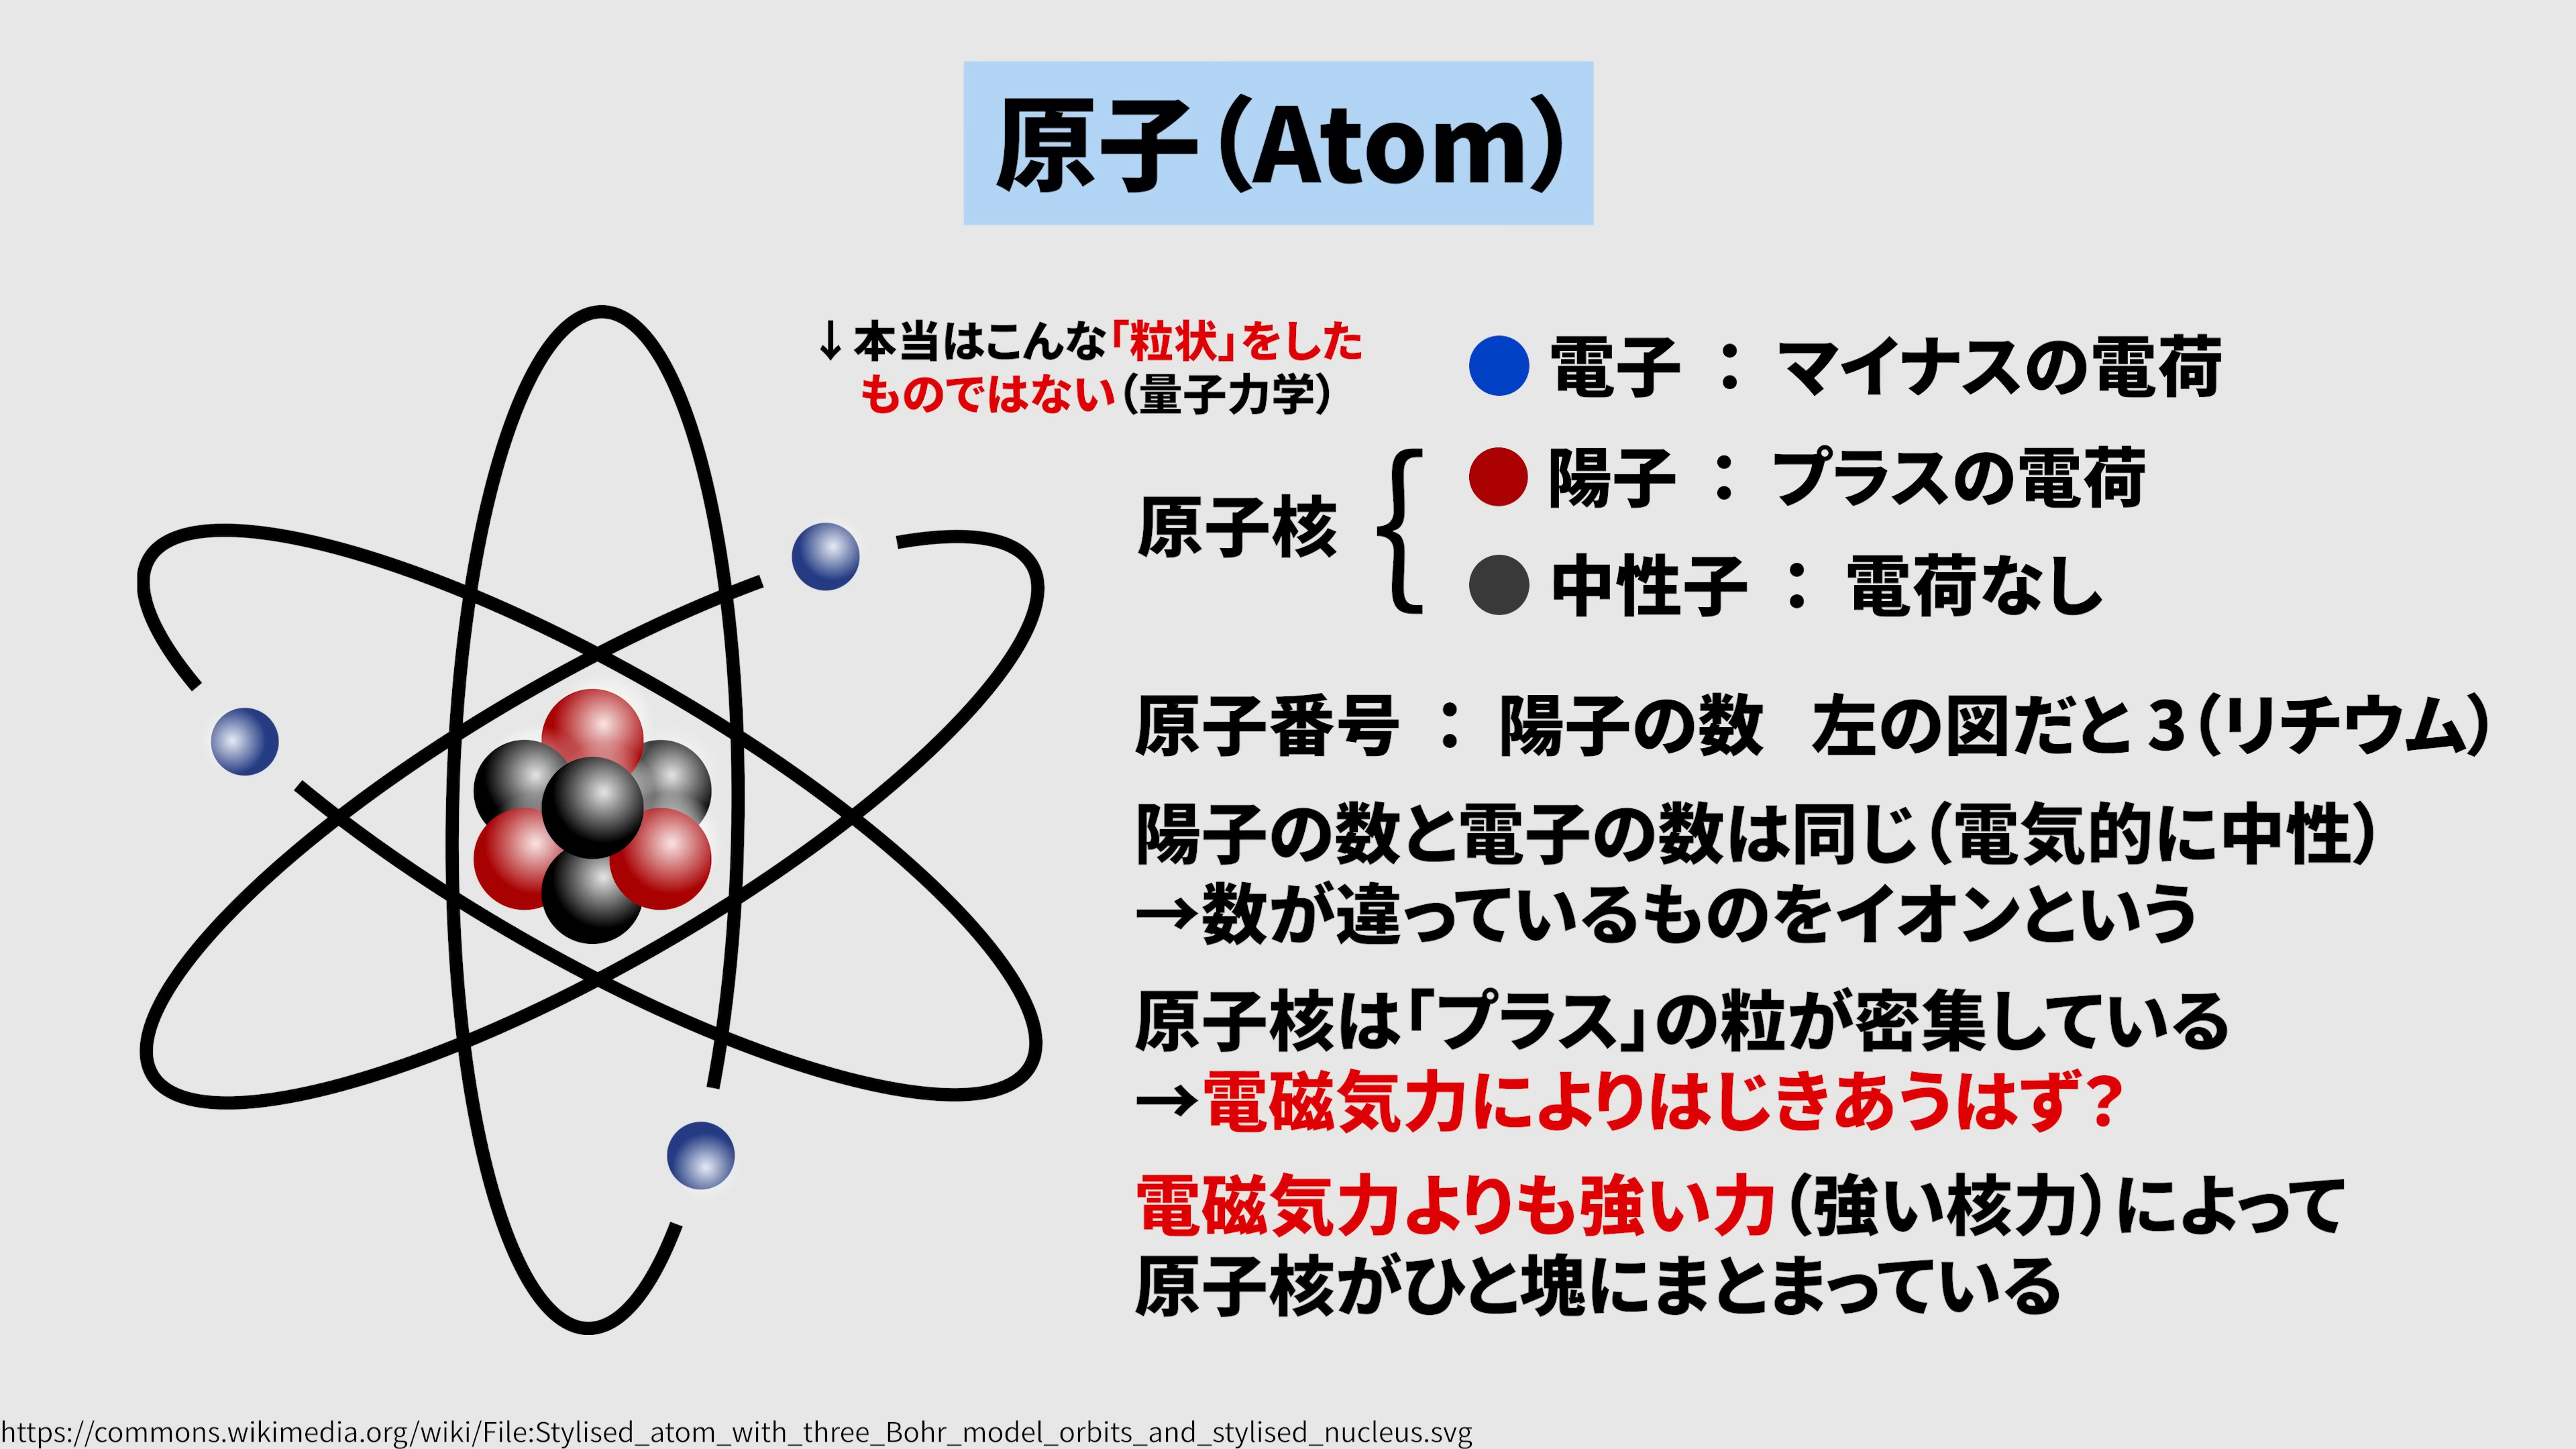 原子（Atom）
↓本当はこんな「粒状」をした
ものではない（量子力学）
電子 ： マイナスの電荷
原子核
陽子 ： プラスの電荷
中性子 ： 電荷なし
原子番号 ： 陽子の数 左の図だと3（リチウム）
陽子の数と電子の数は同じ（電気的に中性）
→数が違っているものをイオンという
原子核は「プラス」の粒が密集している
→電磁気力によりはじきあうはず？
電磁気力よりも強い力（強い核力）によって
原子核がひと塊にまとまっている
https://commons.wikimedia.org/wiki/File:Stylised_atom_with_three_Bohr_model_orbits_and_stylised_nucleus.svg